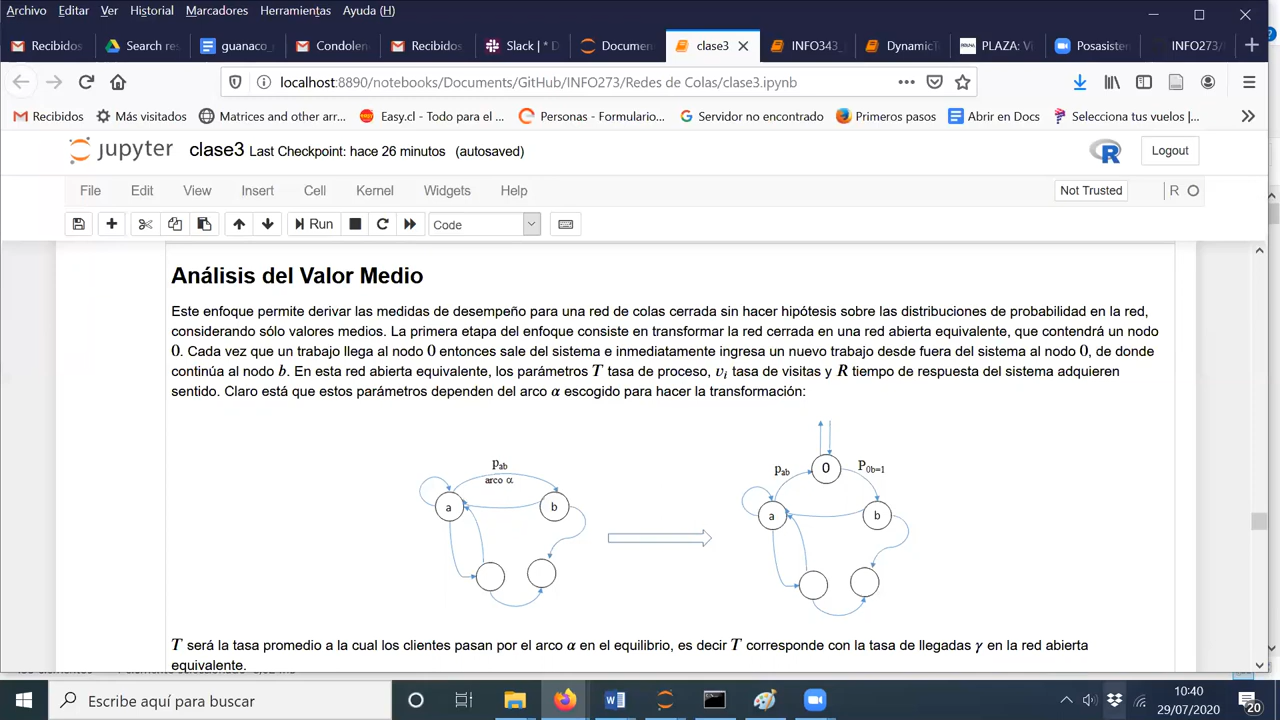 Archivo Editar Ver Historial Marcadores Herramientas Ayuda (H)
Recibidos Search res guanaco_ Condolenc Recibidos Slack | * D Documen clase3 INFO343_ DynamicT PLAZA: Vi Posasisten INFO273/
localhost:8890/notebooks/Documents/GitHub/INFO273/Redes de Colas/clase3.ipynb
Recibidos Más visitados Matrices and other arr... Easy.cl - Todo para el ... Personas - Formulario... Servidor no encontrado Primeros pasos Abrir en Docs Selecciona tus vuelos |...
jupyter clase3 Last Checkpoint: hace 26 minutos (autosaved) R Logout
File Edit View Insert Cell Kernel Widgets Help Not Trusted R
Run Code
Análisis del Valor Medio
Este enfoque permite derivar las medidas de desempeño para una red de colas cerrada sin hacer hipótesis sobre las distribuciones de probabilidad en la red,
considerando sólo valores medios. La primera etapa del enfoque consiste en transformar la red cerrada en una red abierta equivalente, que contendrá un nodo
0. Cada vez que un trabajo llega al nodo 0 entonces sale del sistema e inmediatamente ingresa un nuevo trabajo desde fuera del sistema al nodo 0, de donde
continúa al nodo b. En esta red abierta equivalente, los parámetros T tasa de proceso, vi tasa de visitas y R tiempo de respuesta del sistema adquieren
sentido. Claro está que estos parámetros dependen del arco α escogido para hacer la transformación:
pab
arco α
a
b
0
pab
P0b=1
a
b
T será la tasa promedio a la cual los clientes pasan por el arco α en el equilibrio, es decir T corresponde con la tasa de llegadas γ en la red abierta
equivalente.
Escribe aquí para buscar
10:40
29/07/2020
20